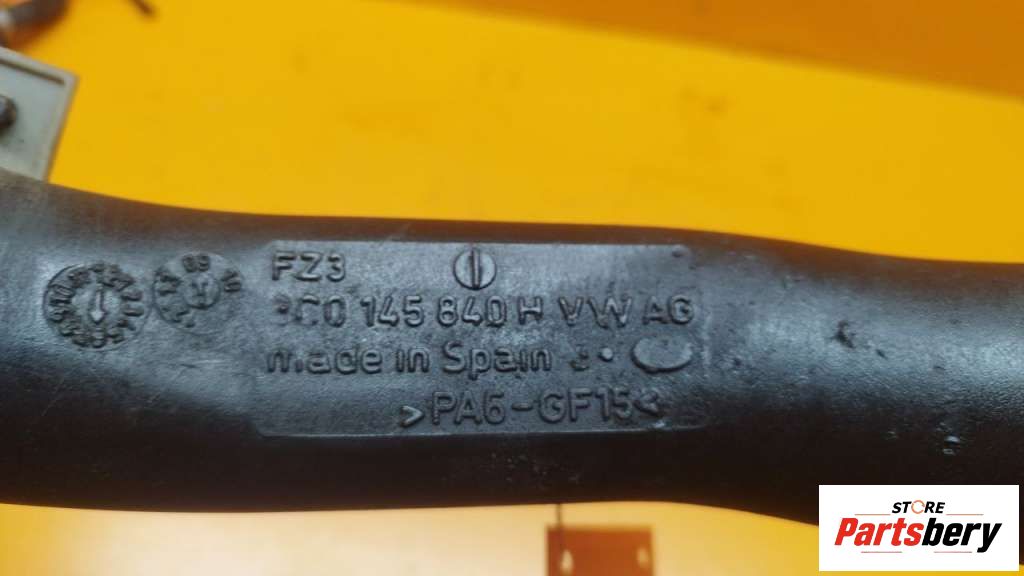 FZ3
3C0 145 840 H VW AG
made in Spain
>PA6-GF15<
STORE
Partsbery